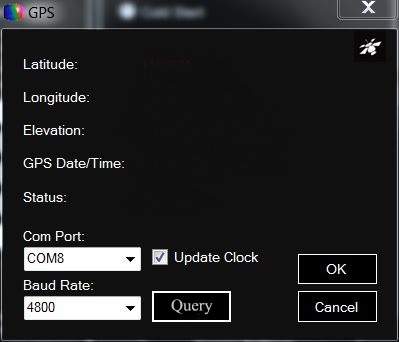 GPS
Cold Start
Latitude:
Longitude:
Elevation:
GPS Date/Time:
Status:
Com Port:
COM8
Update Clock
Baud Rate:
4800
Query
OK
Cancel